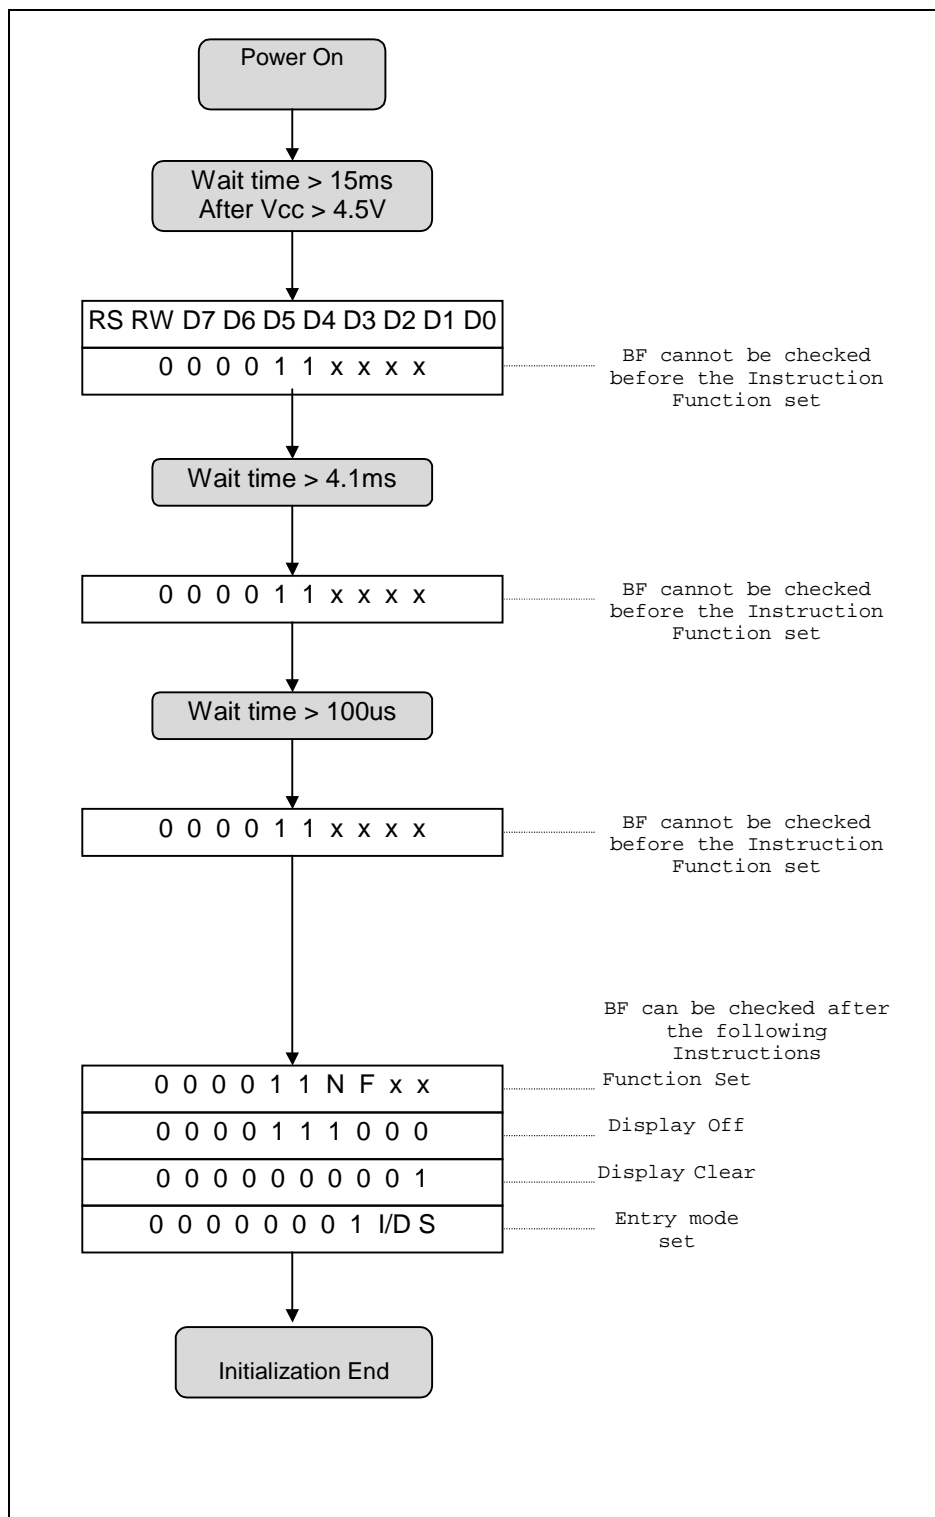 Power On
Wait time > 15ms
After Vcc > 4.5V
RS RW D7 D6 D5 D4 D3 D2 D1 D0
0 0 0 0 1 1 x x x x
BF cannot be checked
before the Instruction
Function set
Wait time > 4.1ms
0 0 0 0 1 1 x x x x
BF cannot be checked
before the Instruction
Function set
Wait time > 100us
0 0 0 0 1 1 x x x x
BF cannot be checked
before the Instruction
Function set
BF can be checked after
the following
Instructions
0 0 0 0 1 1 N F x x
Function Set
0 0 0 0 1 1 1 0 0 0
Display Off
0 0 0 0 0 0 0 0 0 1
Display Clear
0 0 0 0 0 0 0 1 I/D S
Entry mode
set
Initialization End